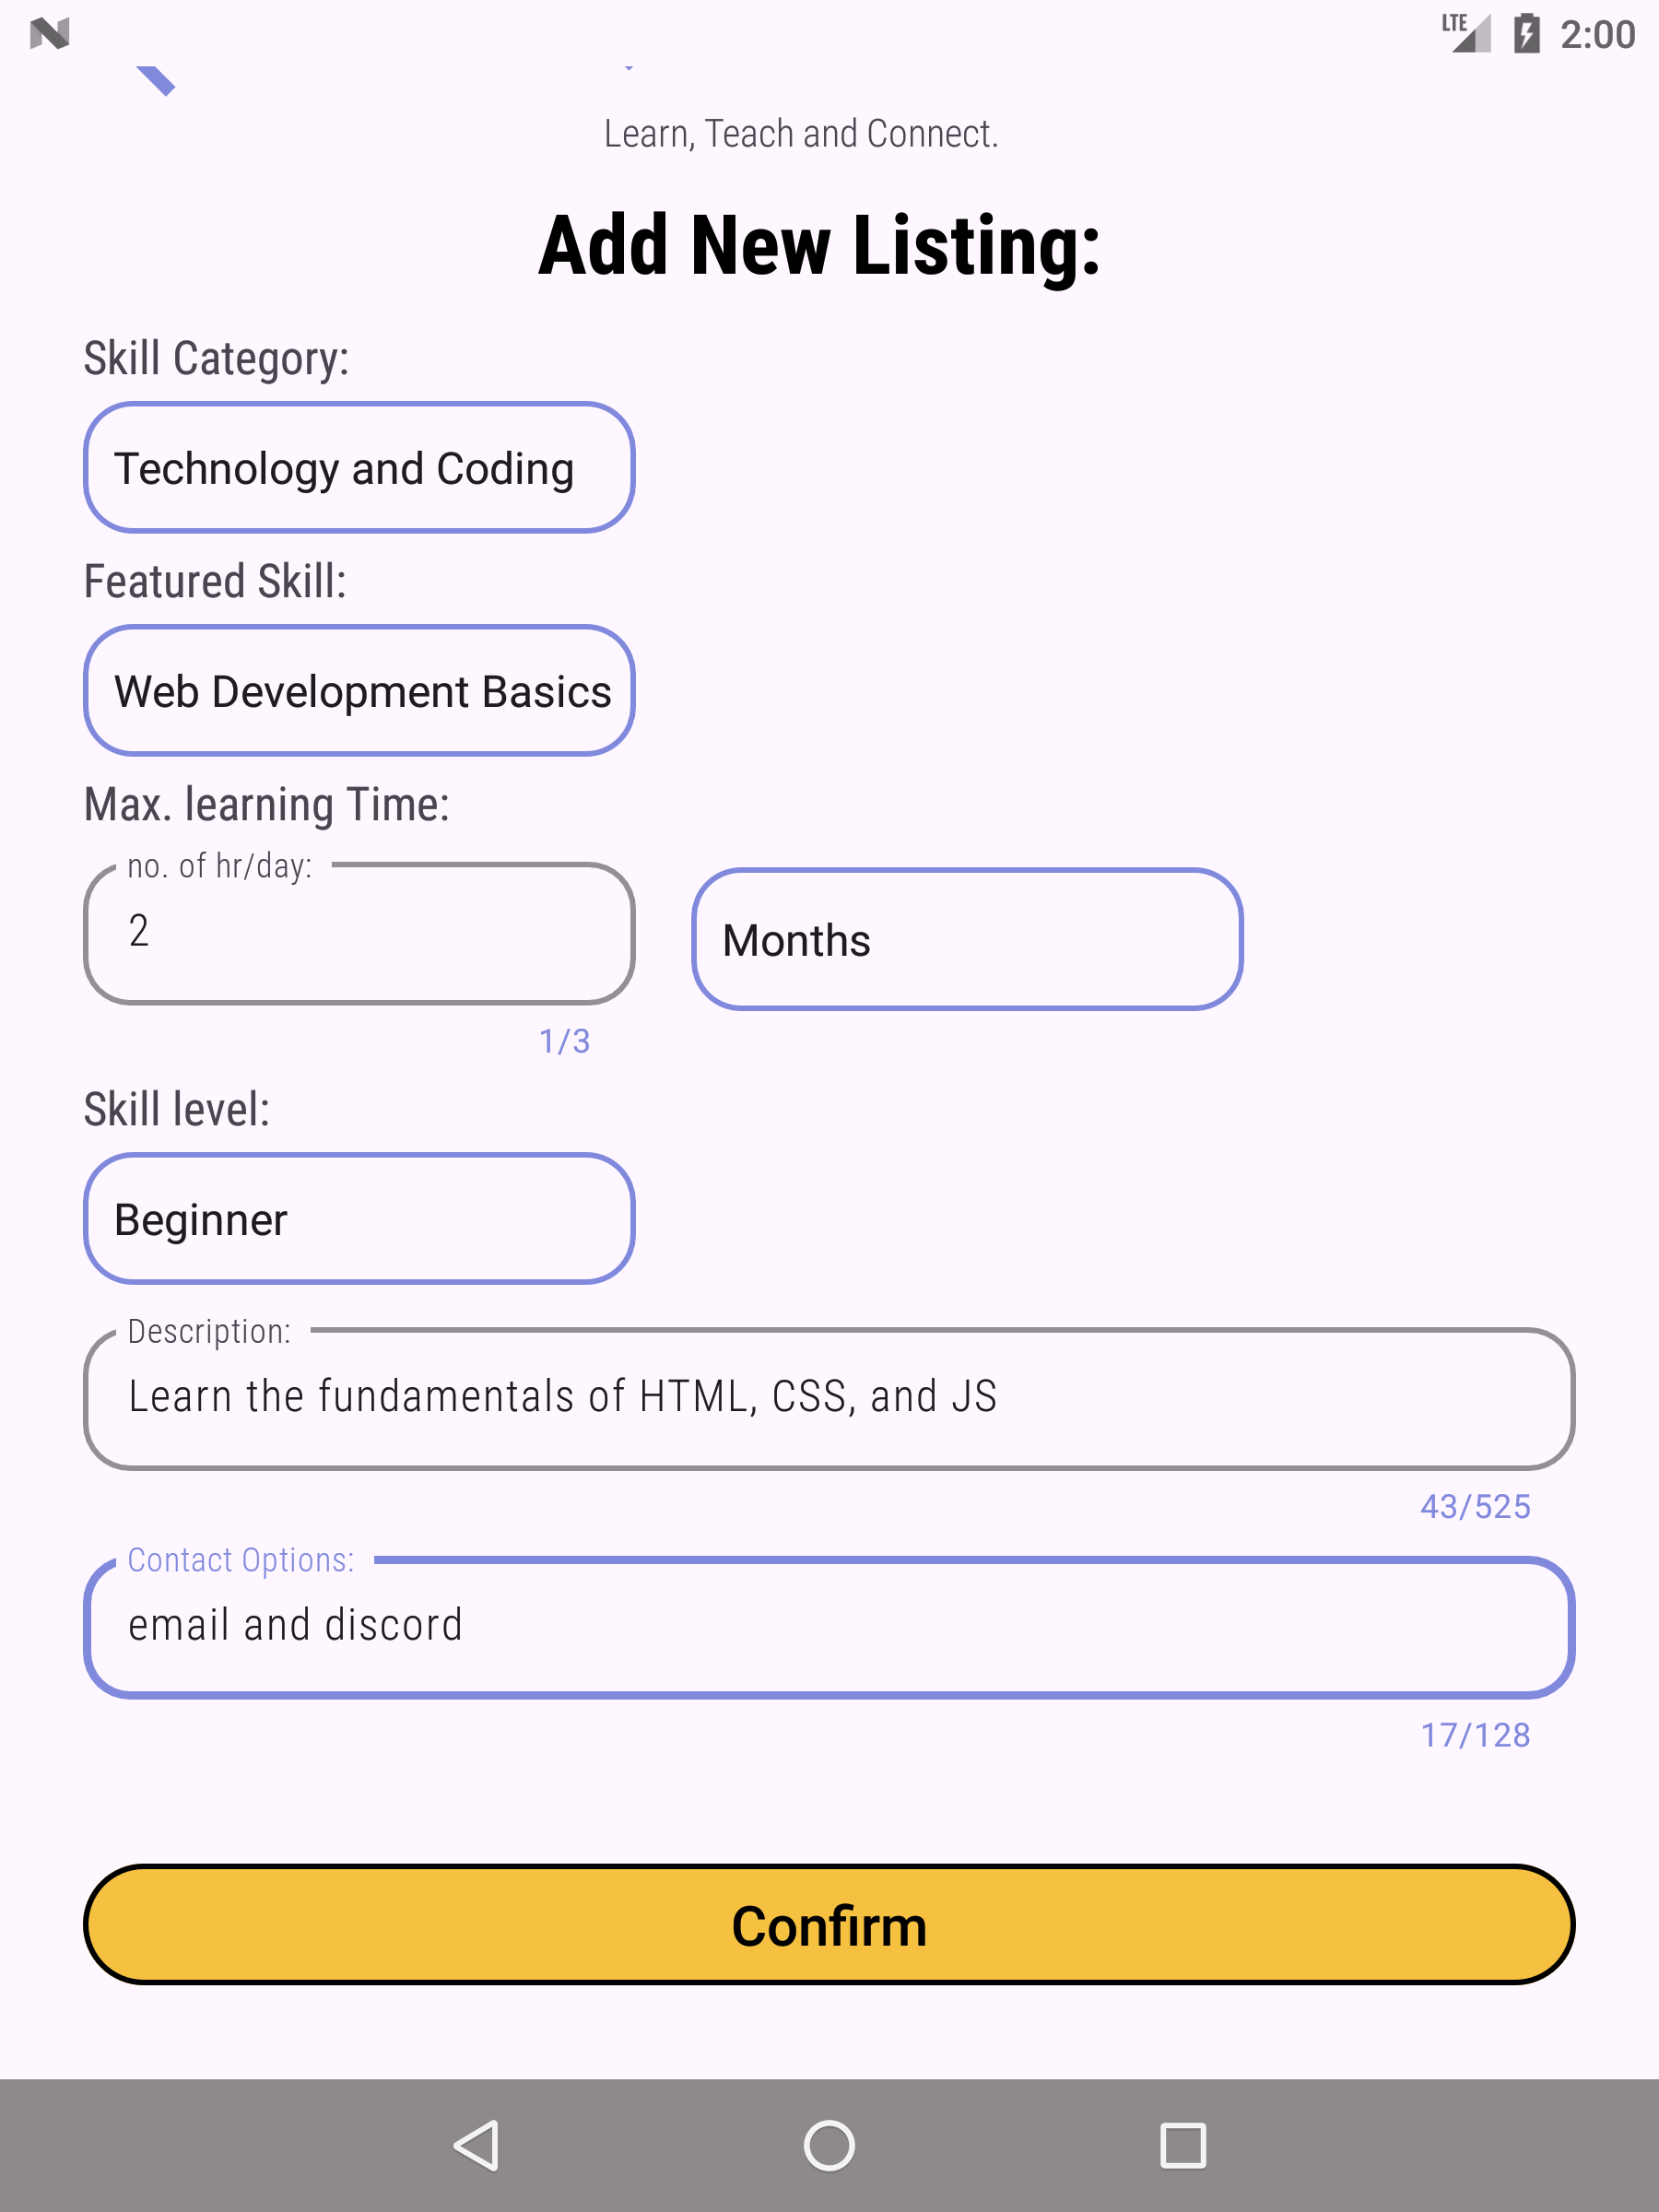 LTE 2:00
Learn, Teach and Connect.
Add New Listing:
Skill Category:
Technology and Coding
Featured Skill:
Web Development Basics
Max. learning Time:
no. of hr/day:
2
Months
1/3
Skill level:
Beginner
Description:
Learn the fundamentals of HTML, CSS, and JS
43/525
Contact Options:
email and discord
17/128
Confirm